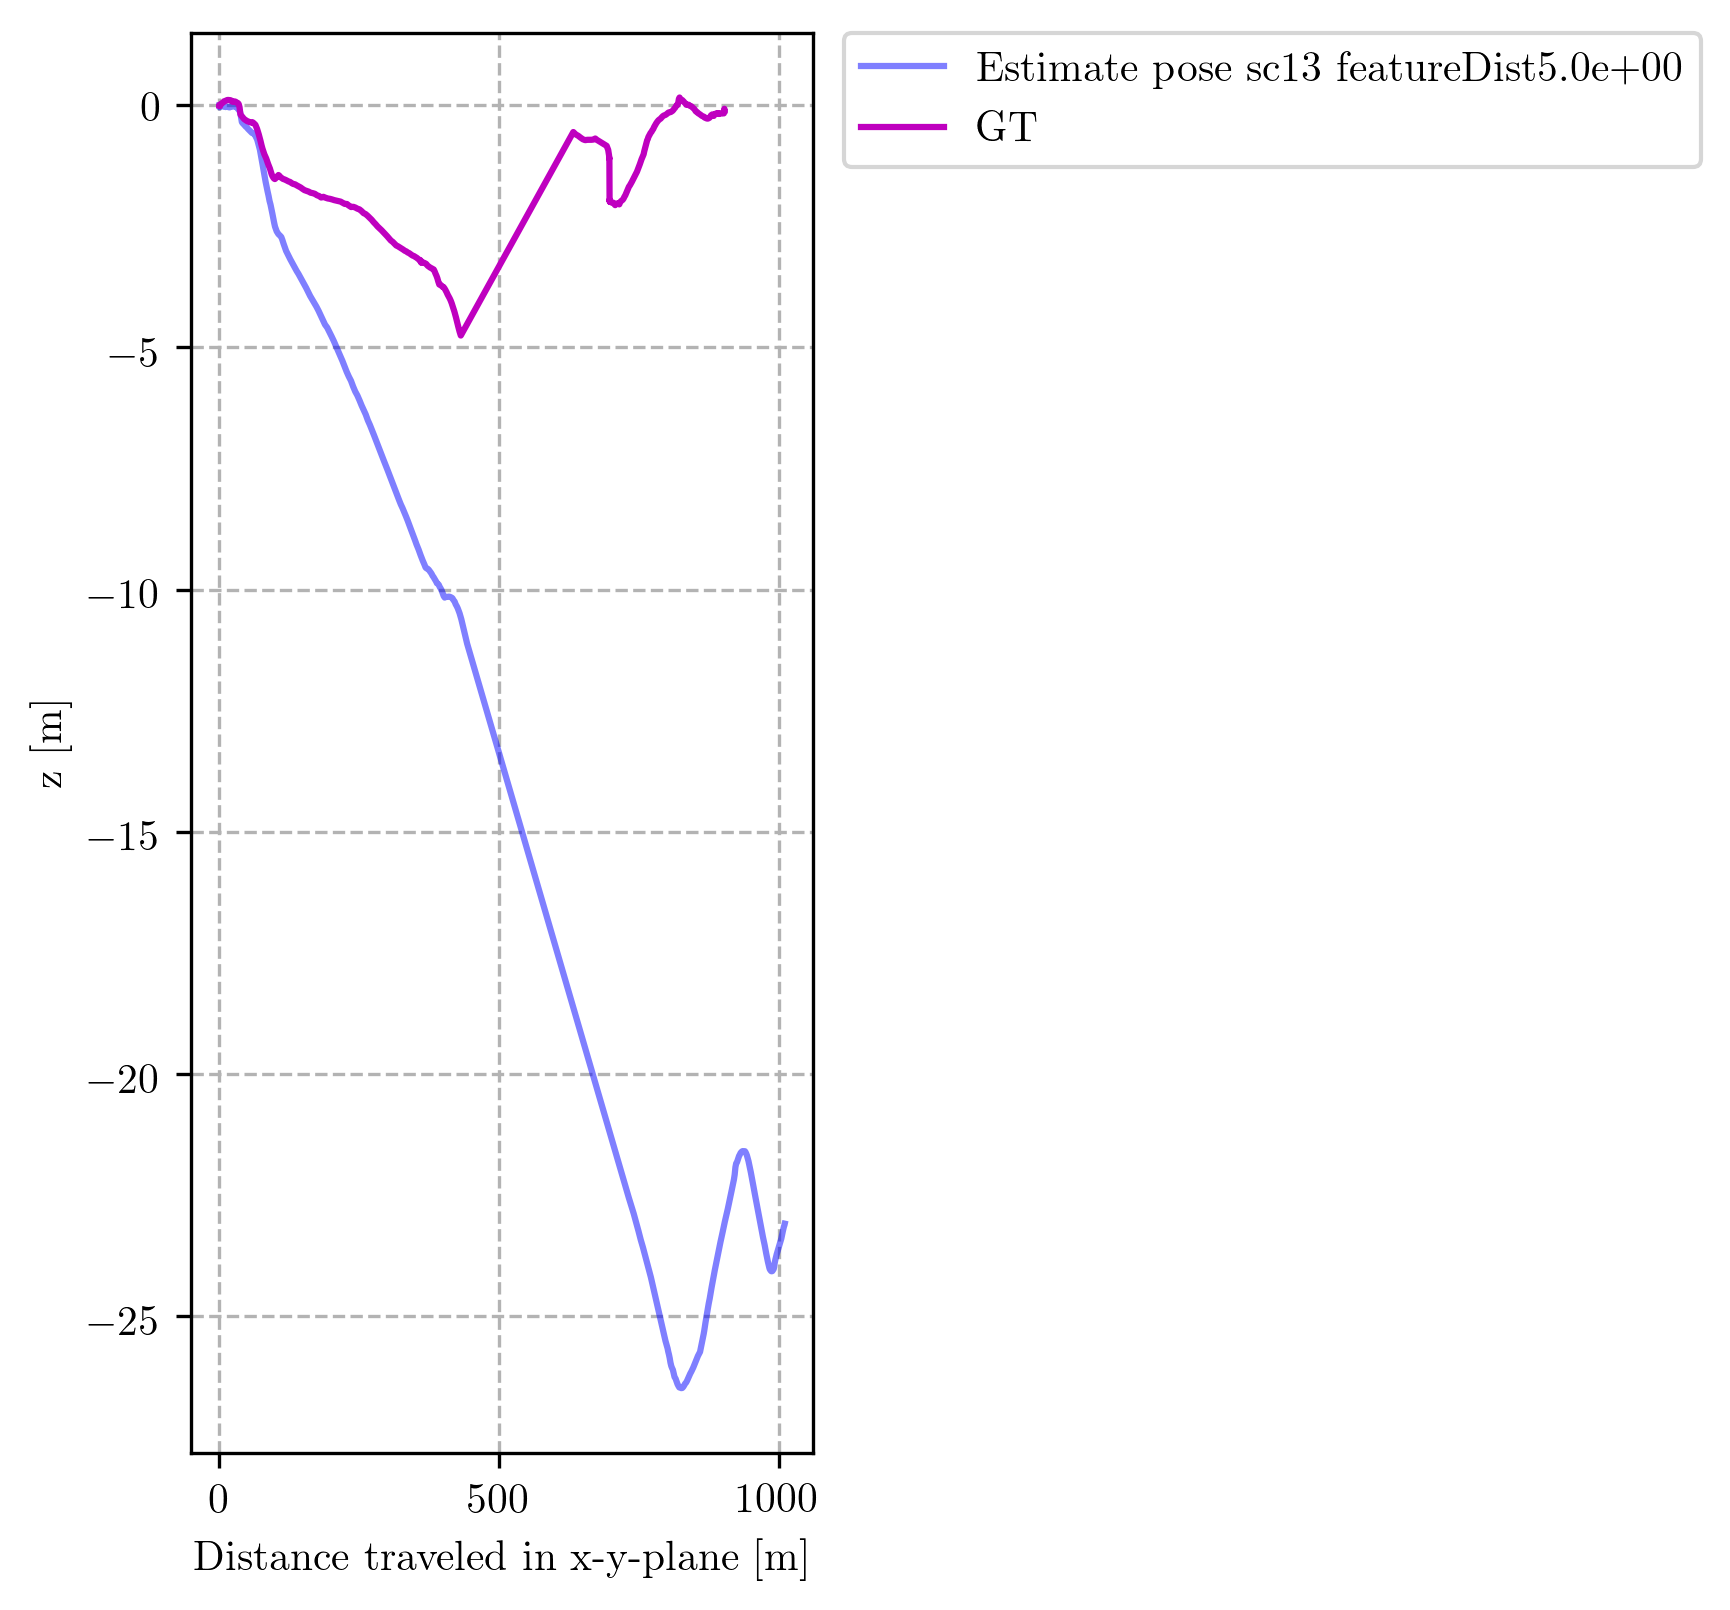 Estimate pose sc13 featureDist5.0e+00
GT
0
−5
−10
−15
−20
−25
z [m]
0 500 1000
Distance traveled in x-y-plane [m]